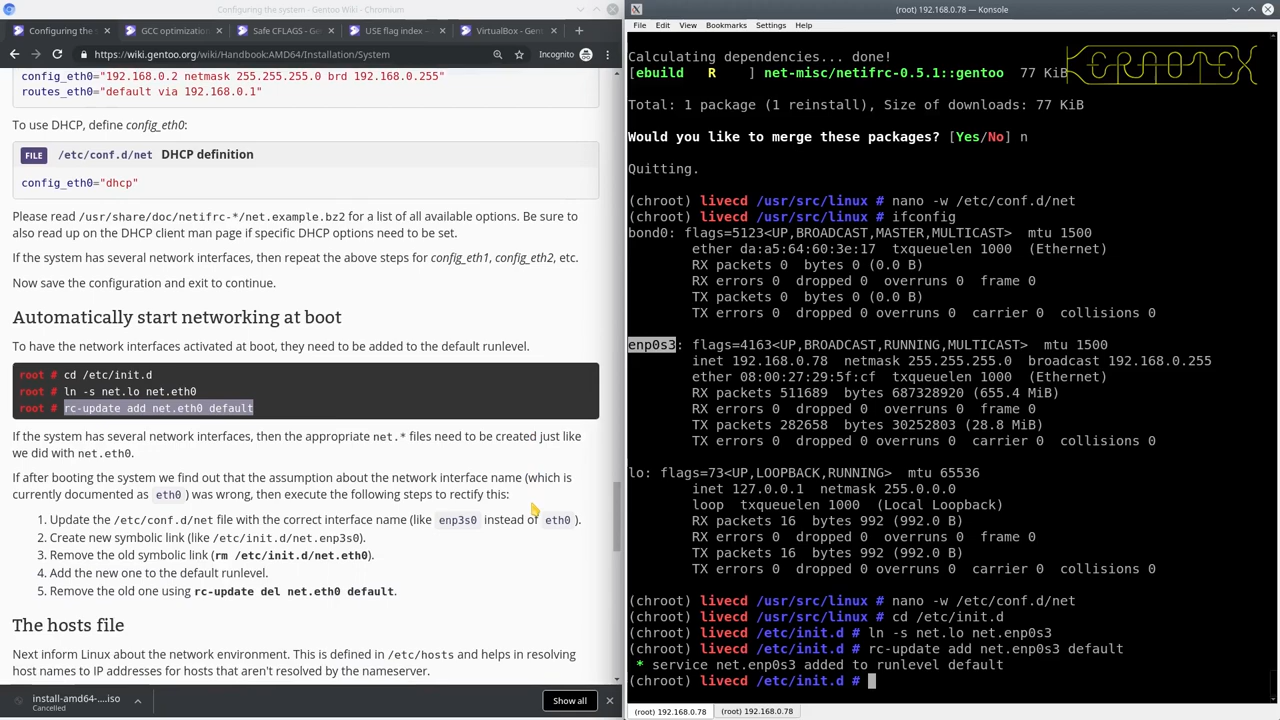 Configuring the system - Gentoo Wiki - Chromium
Configuring the
GCC optimization
Safe CFLAGS - Ge
USE flag index –
VirtualBox - Gent
https://wiki.gentoo.org/wiki/Handbook:AMD64/Installation/System
Incognito
config_eth0="192.168.0.2 netmask 255.255.255.0 brd 192.168.0.255"
routes_eth0="default via 192.168.0.1"
To use DHCP, define config_eth0:
FILE /etc/conf.d/net DHCP definition
config_eth0="dhcp"
Please read /usr/share/doc/netifrc-*/net.example.bz2 for a list of all available options. Be sure to
also read up on the DHCP client man page if specific DHCP options need to be set.
If the system has several network interfaces, then repeat the above steps for config_eth1, config_eth2, etc.
Now save the configuration and exit to continue.
Automatically start networking at boot
To have the network interfaces activated at boot, they need to be added to the default runlevel.
root # cd /etc/init.d
root # ln -s net.lo net.eth0
root # rc-update add net.eth0 default
If the system has several network interfaces, then the appropriate net.* files need to be created just like
we did with net.eth0.
If after booting the system we find out that the assumption about the network interface name (which is
currently documented as eth0 ) was wrong, then execute the following steps to rectify this:
1. Update the /etc/conf.d/net file with the correct interface name (like enp3s0 instead of eth0 ).
2. Create new symbolic link (like /etc/init.d/net.enp3s0).
3. Remove the old symbolic link (rm /etc/init.d/net.eth0).
4. Add the new one to the default runlevel.
5. Remove the old one using rc-update del net.eth0 default.
The hosts file
Next inform Linux about the network environment. This is defined in /etc/hosts and helps in resolving
host names to IP addresses for hosts that aren't resolved by the nameserver.
install-amd64-....iso
Cancelled
Show all
(root) 192.168.0.78 — Konsole
File Edit View Bookmarks Settings Help
KERNOTEX
Calculating dependencies... done!
[ebuild R ] net-misc/netifrc-0.5.1::gentoo 77 KiB
Total: 1 package (1 reinstall), Size of downloads: 77 KiB
Would you like to merge these packages? [Yes/No] n
Quitting.
(chroot) livecd /usr/src/linux # nano -w /etc/conf.d/net
(chroot) livecd /usr/src/linux # ifconfig
bond0: flags=5123<UP,BROADCAST,MASTER,MULTICAST> mtu 1500
ether da:a5:64:60:3e:17 txqueuelen 1000 (Ethernet)
RX packets 0 bytes 0 (0.0 B)
RX errors 0 dropped 0 overruns 0 frame 0
TX packets 0 bytes 0 (0.0 B)
TX errors 0 dropped 0 overruns 0 carrier 0 collisions 0
enp0s3: flags=4163<UP,BROADCAST,RUNNING,MULTICAST> mtu 1500
inet 192.168.0.78 netmask 255.255.255.0 broadcast 192.168.0.255
ether 08:00:27:29:5f:cf txqueuelen 1000 (Ethernet)
RX packets 511689 bytes 687328920 (655.4 MiB)
RX errors 0 dropped 0 overruns 0 frame 0
TX packets 282658 bytes 30252803 (28.8 MiB)
TX errors 0 dropped 0 overruns 0 carrier 0 collisions 0
lo: flags=73<UP,LOOPBACK,RUNNING> mtu 65536
inet 127.0.0.1 netmask 255.0.0.0
loop txqueuelen 1000 (Local Loopback)
RX packets 16 bytes 992 (992.0 B)
RX errors 0 dropped 0 overruns 0 frame 0
TX packets 16 bytes 992 (992.0 B)
TX errors 0 dropped 0 overruns 0 carrier 0 collisions 0
(chroot) livecd /usr/src/linux # nano -w /etc/conf.d/net
(chroot) livecd /usr/src/linux # cd /etc/init.d
(chroot) livecd /etc/init.d # ln -s net.lo net.enp0s3
(chroot) livecd /etc/init.d # rc-update add net.enp0s3 default
* service net.enp0s3 added to runlevel default
(chroot) livecd /etc/init.d #
(root) 192.168.0.78
(root) 192.168.0.78